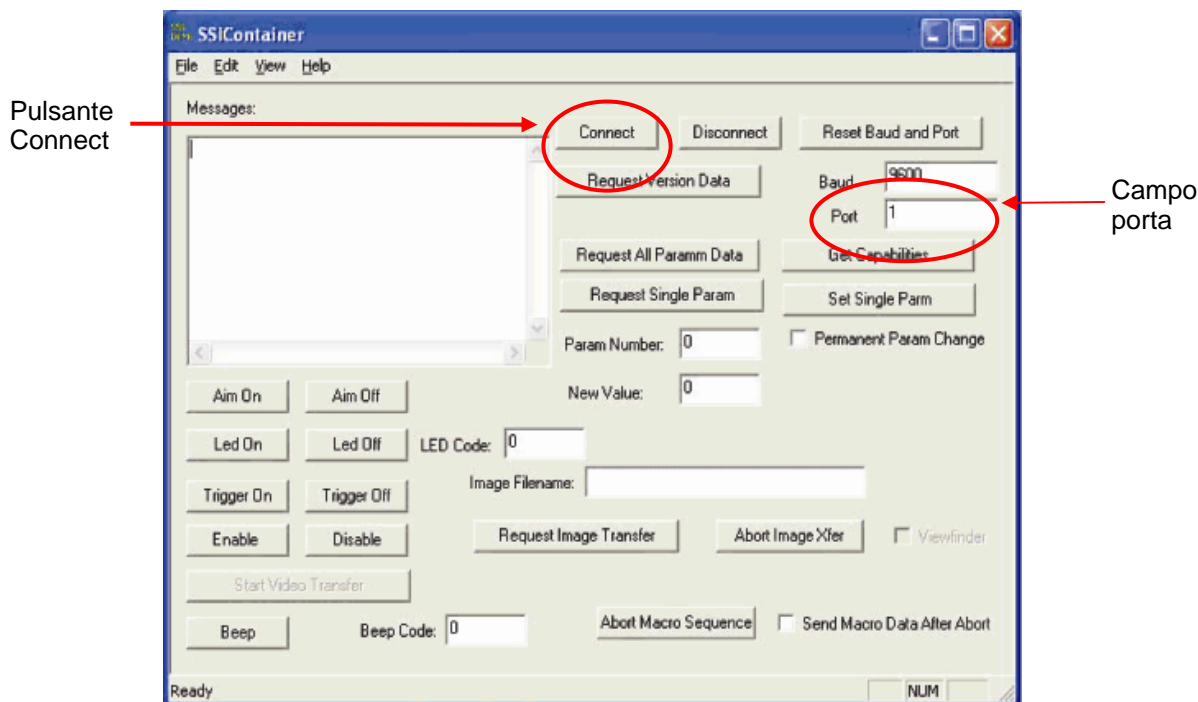 SSIContainer
File Edit View Help
Pulsante
Connect
Messages:
Connect
Disconnect
Reset Baud and Port
Request Version Data
Baud
9600
Port
1
Campo
porta
Request All Paramm Data
Get Capabilities
Request Single Param
Set Single Parm
Param Number:
0
Permanent Param Change
Aim On
Aim Off
New Value:
0
Led On
Led Off
LED Code:
0
Image Filename:
Trigger On
Trigger Off
Enable
Disable
Request Image Transfer
Abort Image Xfer
Viewfinder
Start Video Transfer
Beep
Beep Code:
0
Abort Macro Sequence
Send Macro Data After Abort
Ready
NUM